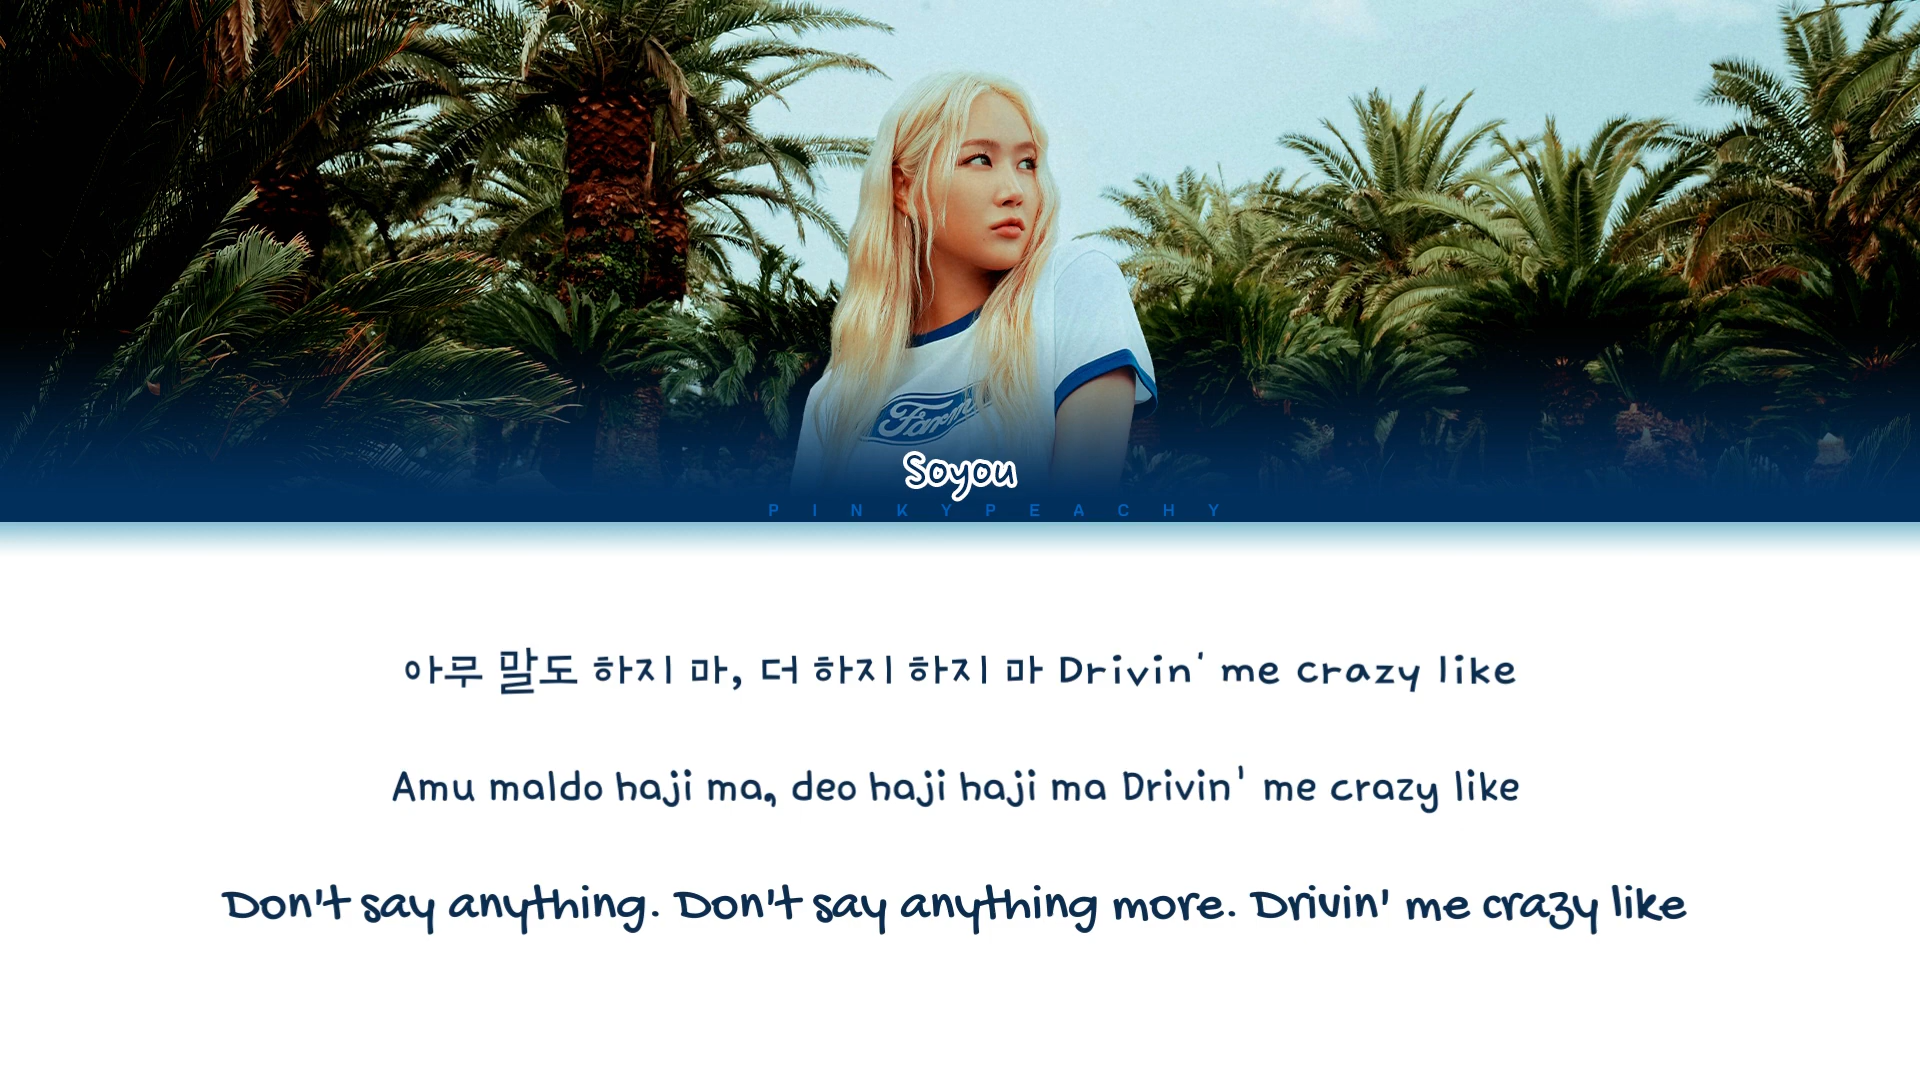 Farm
Soyou
PINKYPEACHY
아무 말도 하지 마, 더 하지 하지 마 Drivin' me crazy like
Amu maldo haji ma, deo haji haji ma Drivin' me crazy like
Don't say anything. Don't say anything more. Drivin' me crazy like